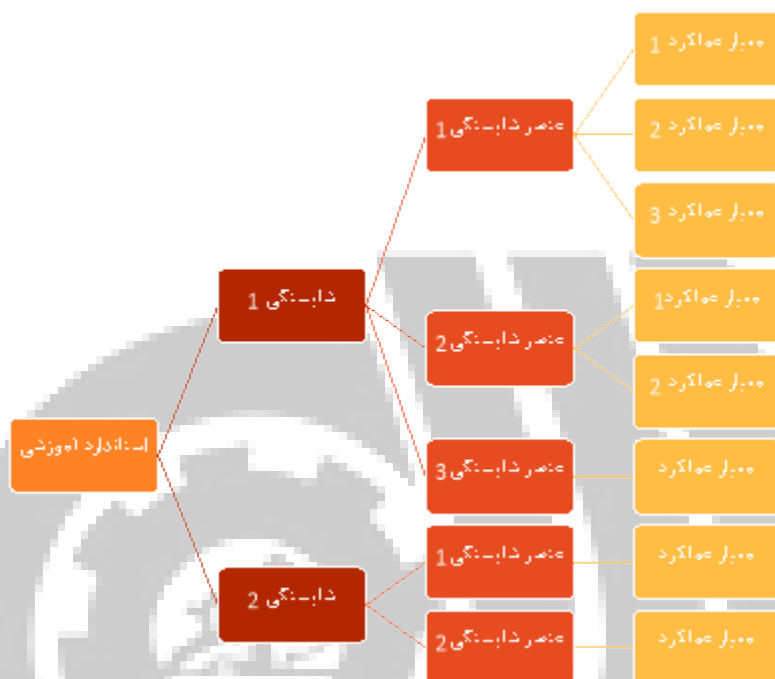 استاندارد آموزشی
شایستگی 1
عنصر شایستگی 1
معیار عملکرد 1
معیار عملکرد 2
معیار عملکرد 3
عنصر شایستگی 2
معیار عملکرد1
معیار عملکرد 2
عنصر شایستگی 3
معیار عملکرد
شایستگی 2
عنصر شایستگی 1
معیار عملکرد
عنصر شایستگی 2
معیار عملکرد